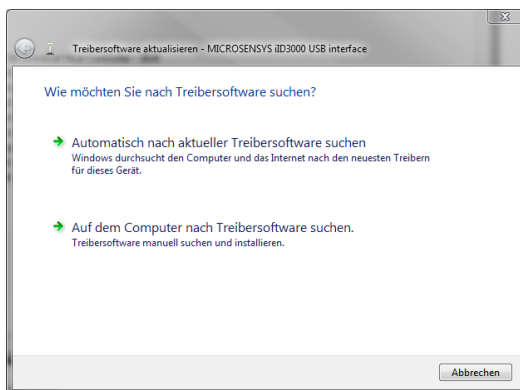 Treibersoftware aktualisieren - MICROSENSYS iID3000 USB interface
Wie möchten Sie nach Treibersoftware suchen?
Automatisch nach aktueller Treibersoftware suchen
Windows durchsucht den Computer und das Internet nach den neuesten Treibern
für dieses Gerät.
Auf dem Computer nach Treibersoftware suchen.
Treibersoftware manuell suchen und installieren.
Abbrechen